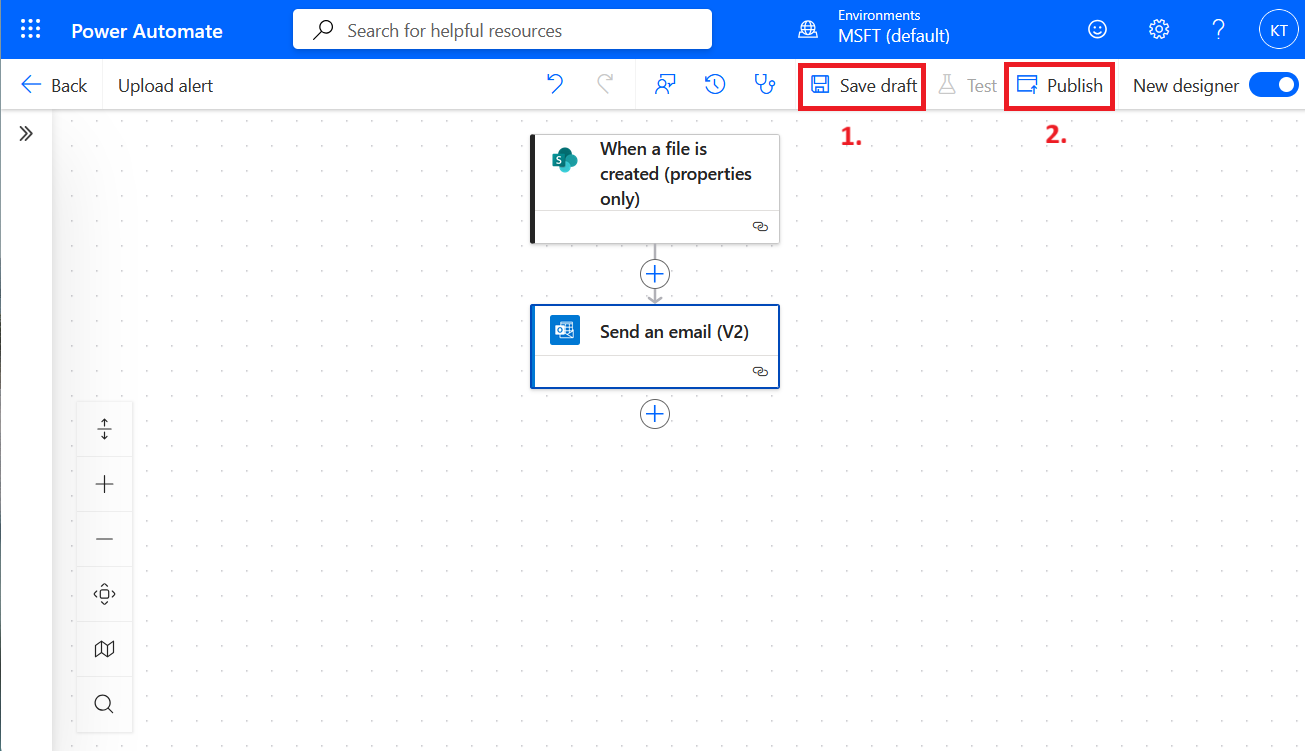 Power Automate
Search for helpful resources
Environments
MSFT (default)
?
KT
Back
Upload alert
Save draft
Test
Publish
New designer
1.
2.
S
When a file is
created (properties
only)
Send an email (V2)